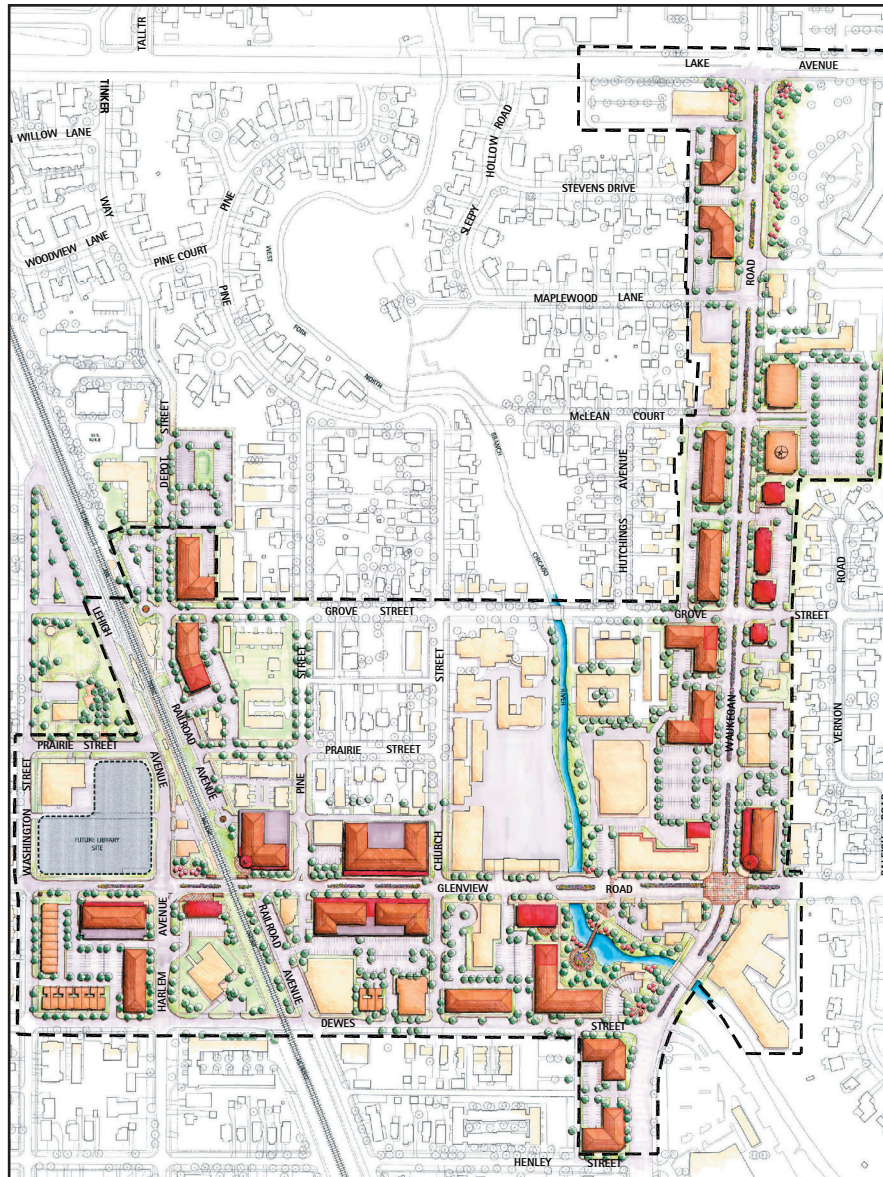 TALLTR
LAKE AVENUE
TINKER
WAY
WILLOW LANE
HOLLOW ROAD
SLEEPY
STEVENS DRIVE
PINE
WOODVIEW LANE
PINE COURT
WEST
PINE
ROAD
MAPLEWOOD LANE
FORK
NORTH
McLEAN COURT
STREET
DEPOT
BRANCH
AVENUE
HUTCHINGS
CHICAGO
ROAD
LEHIGH
GROVE STREET
GROVE STREET
STREET
STREET
RIVER
RAILROAD
WAUKEGAN
VERNON
PRAIRIE STREET
PRAIRIE STREET
AVENUE
AVENUE
STREET
PINE
WASHINGTON
FUTURE LIBRARY
SITE
CHURCH
GLENVIEW ROAD
AVENUE
RAILROAD
HARLEM
AVENUE
DEWES STREET
HENLEY STREET